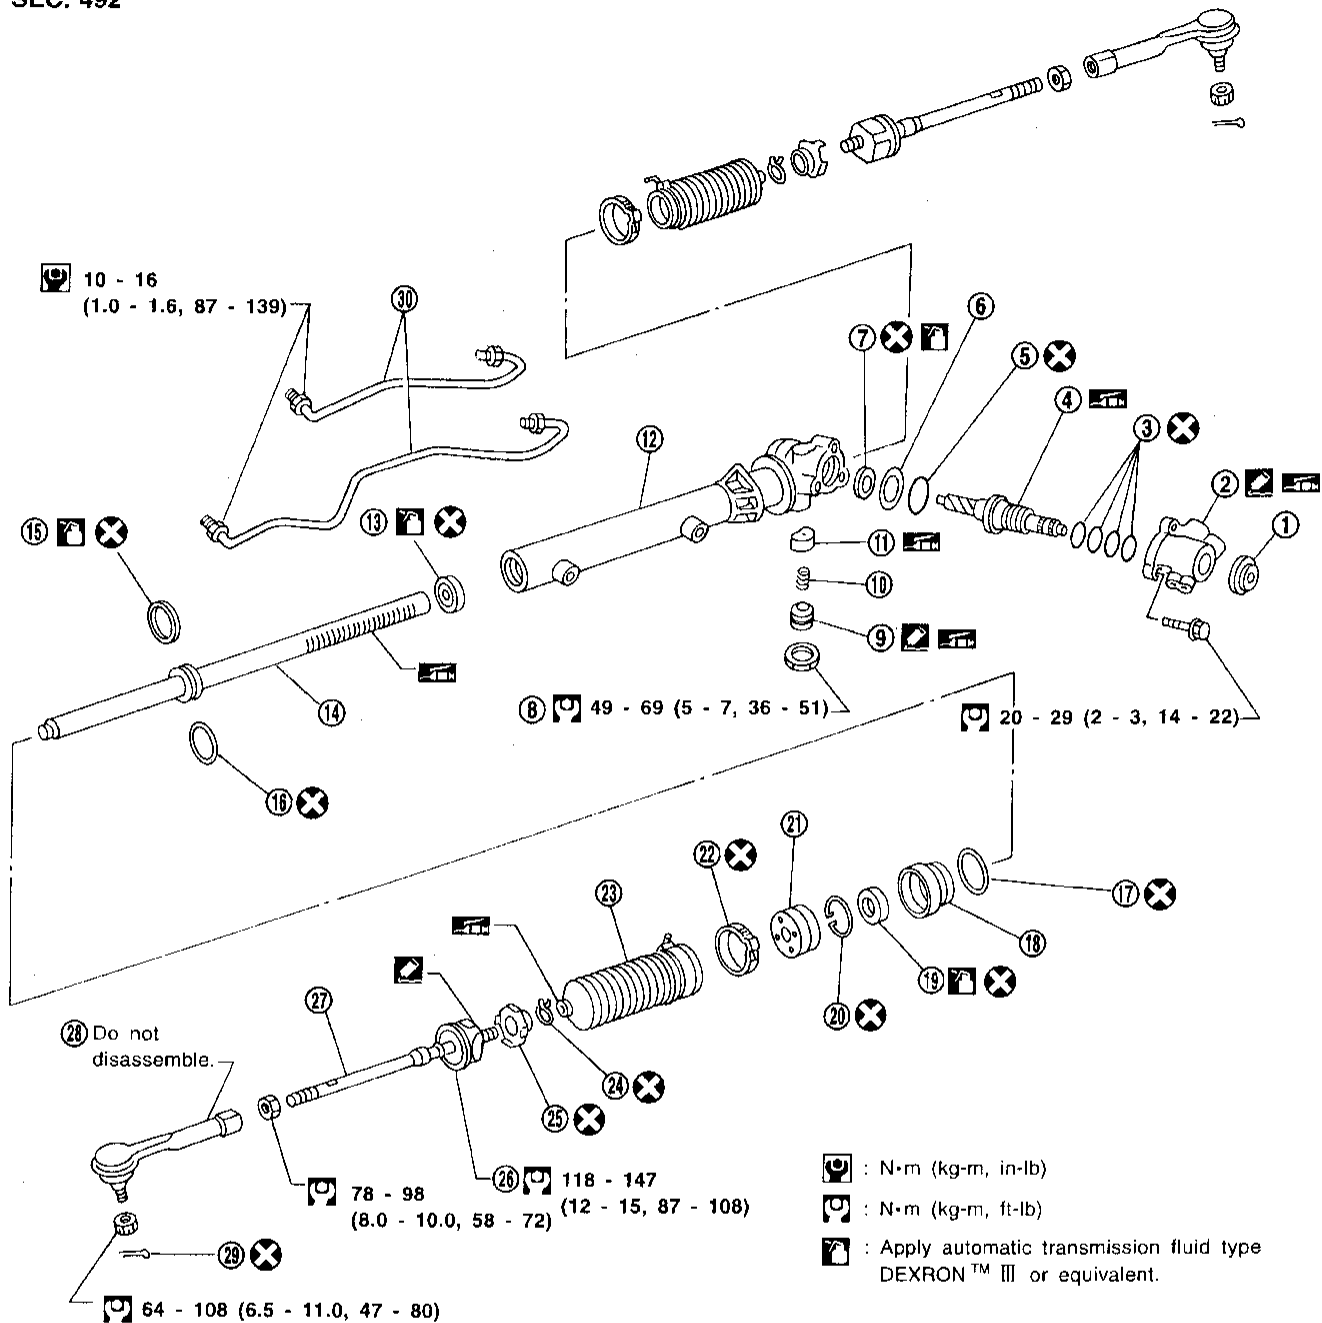 SEC. 492
10 - 16
(1.0 - 1.6, 87 - 139)
30
6
7
5
4
3
2
1
12
15
13
11
10
9
14
8 49 - 69 (5 - 7, 36 - 51)
20 - 29 (2 - 3, 14 - 22)
16
21
22
23
17
18
19
20
27
28 Do not
disassemble.
24
25
26 118 - 147
(12 - 15, 87 - 108)
78 - 98
(8.0 - 10.0, 58 - 72)
29
64 - 108 (6.5 - 11.0, 47 - 80)
: N•m (kg-m, in-lb)
: N•m (kg-m, ft-lb)
: Apply automatic transmission fluid type
DEXRON™ III or equivalent.